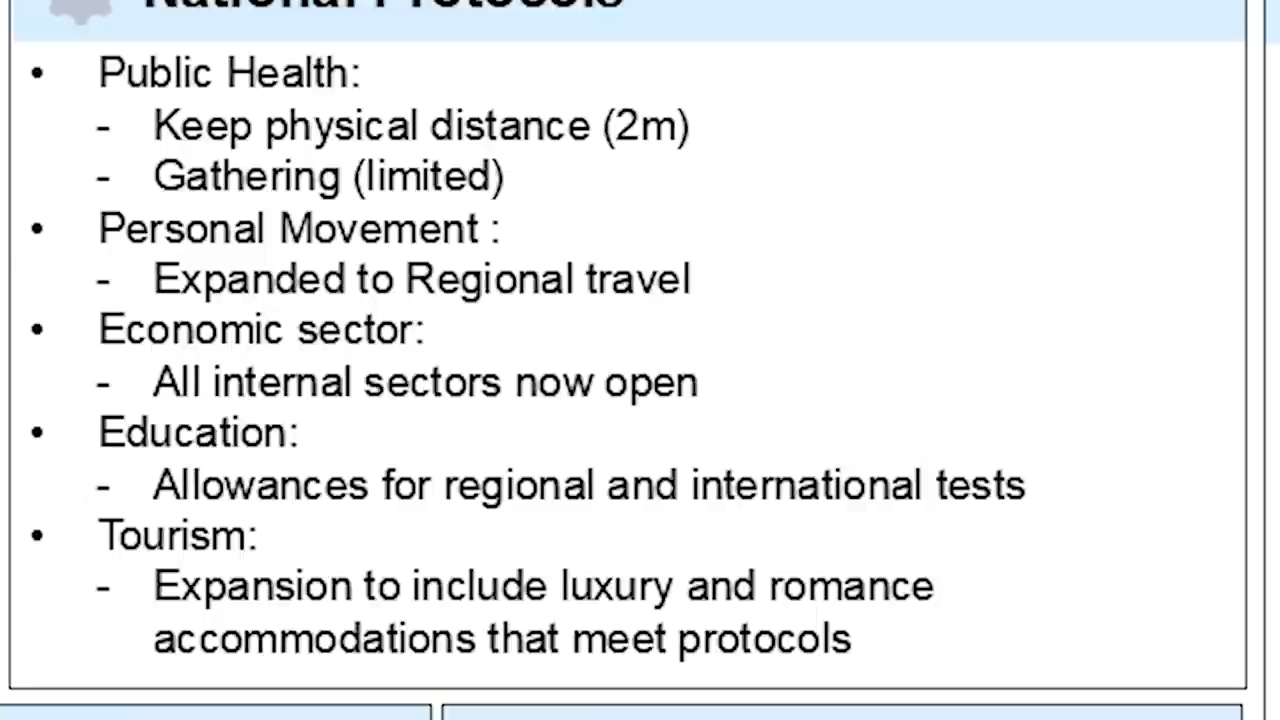 National Protocols
• Public Health:
- Keep physical distance (2m)
- Gathering (limited)
• Personal Movement :
- Expanded to Regional travel
• Economic sector:
- All internal sectors now open
• Education:
- Allowances for regional and international tests
• Tourism:
- Expansion to include luxury and romance
accommodations that meet protocols